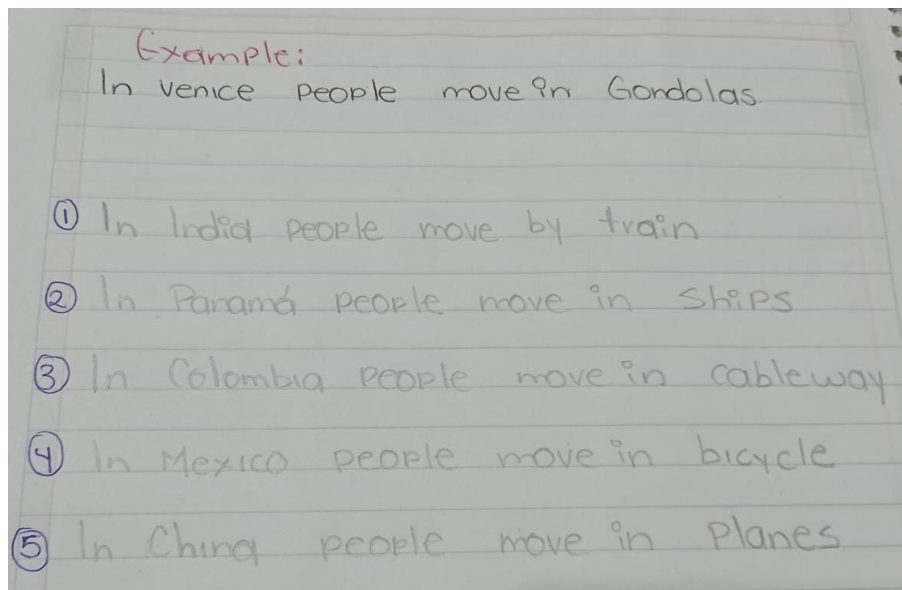 Example:
In Venice people move in Gondolas.
① In India people move by train
② In Panamá people move in ships
③ In Colombia people move in cableway
④ In Mexico people move in bicycle
⑤ In China people move in planes